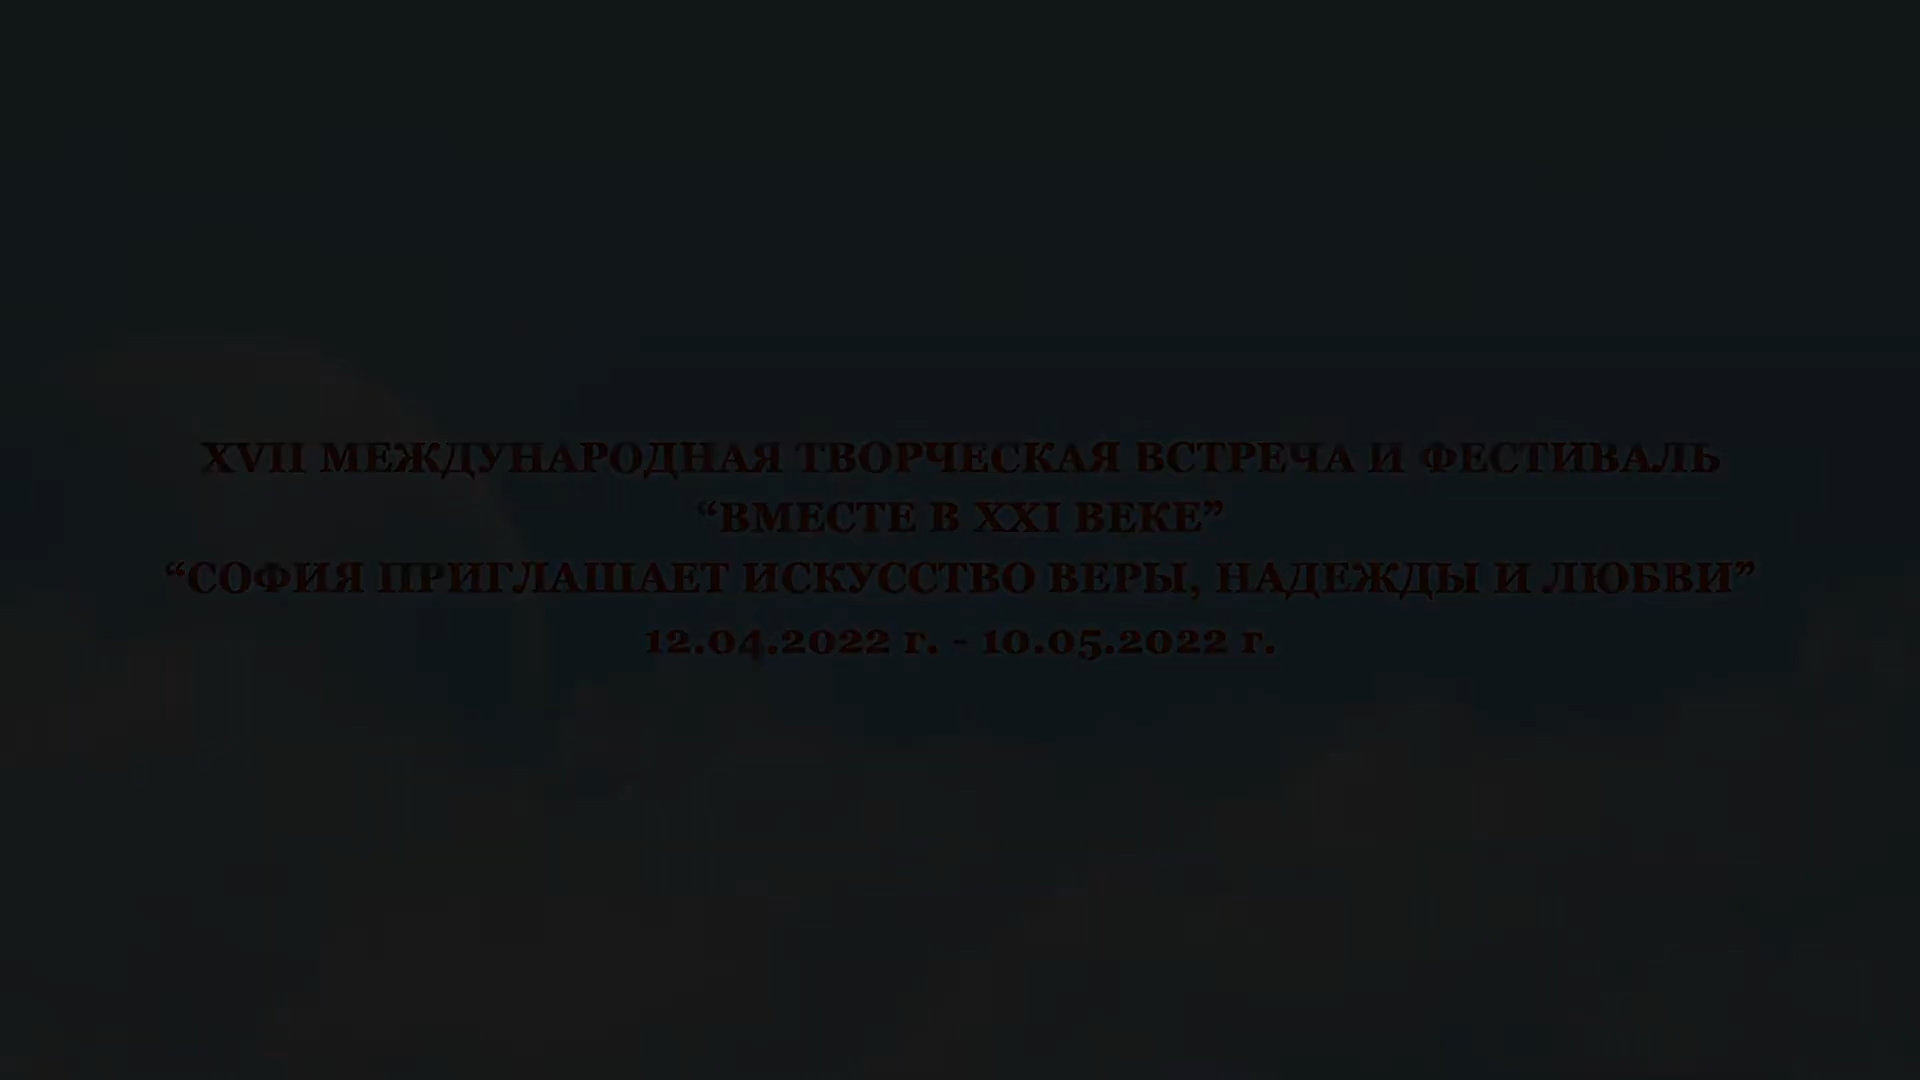 XVII МЕЖДУНАРОДНАЯ ТВОРЧЕСКАЯ ВСТРЕЧА И ФЕСТИВАЛЬ
“ВМЕСТЕ В XXI ВЕКЕ”
“СОФИЯ ПРИГЛАШАЕТ ИСКУССТВО ВЕРЫ, НАДЕЖДЫ И ЛЮБВИ”
12.04.2022 г. - 10.05.2022 г.